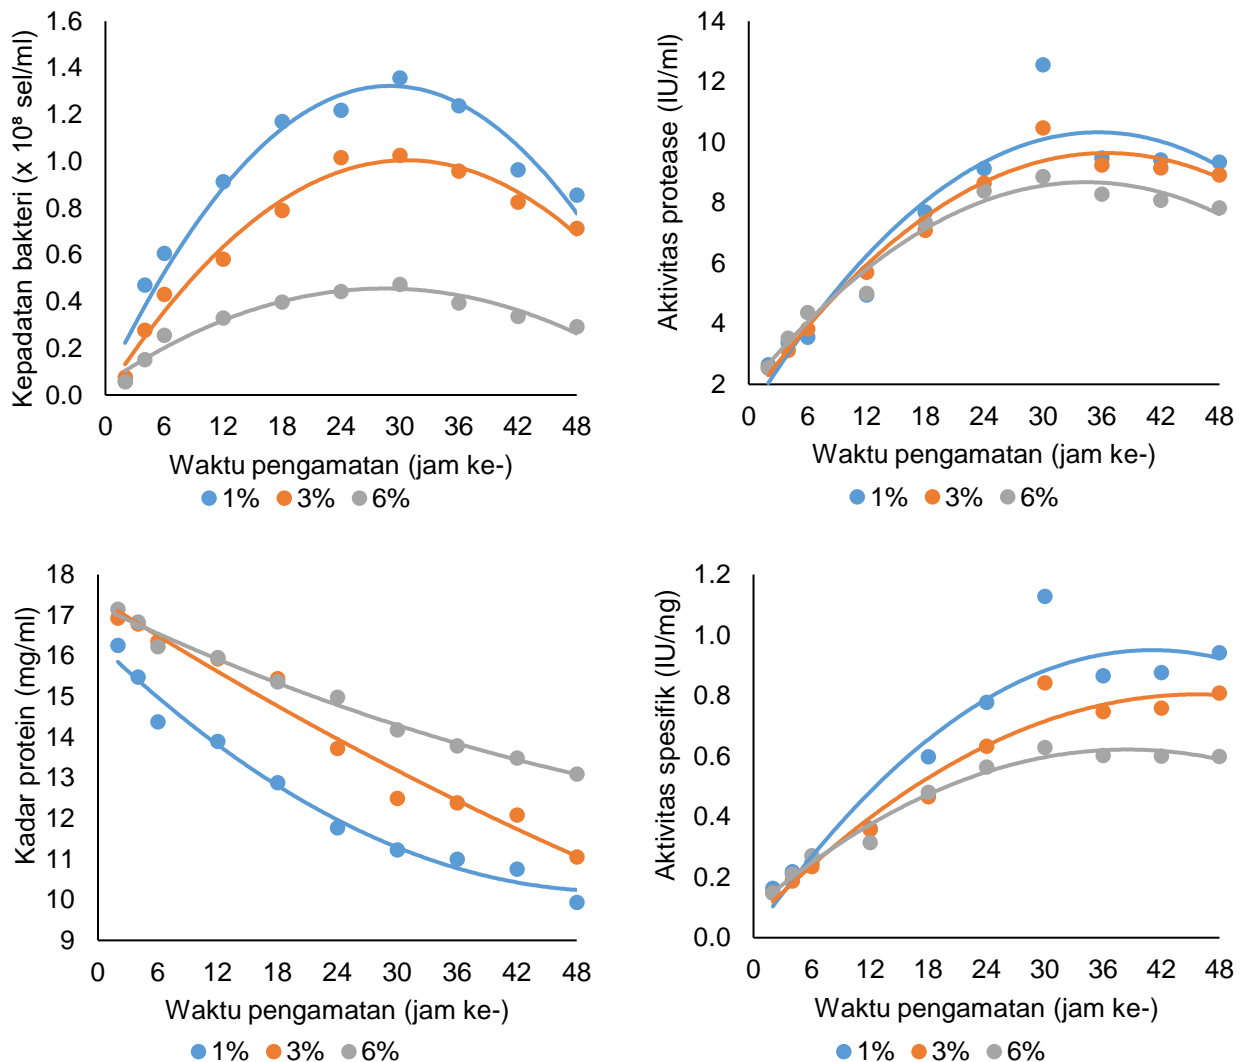 Kepadatan bakteri (x 10⁸ sel/ml)
1.6
1.4
1.2
1.0
0.8
0.6
0.4
0.2
0.0
0 6 12 18 24 30 36 42 48
Waktu pengamatan (jam ke-)
1% 3% 6%
Aktivitas protease (IU/ml)
14
12
10
8
6
4
2
0 6 12 18 24 30 36 42 48
Waktu pengamatan (jam ke-)
1% 3% 6%
Kadar protein (mg/ml)
18
17
16
15
14
13
12
11
10
9
0 6 12 18 24 30 36 42 48
Waktu pengamatan (jam ke-)
1% 3% 6%
Aktivitas spesifik (IU/mg)
1.2
1.0
0.8
0.6
0.4
0.2
0.0
0 6 12 18 24 30 36 42 48
Waktu pengamatan (jam ke-)
1% 3% 6%